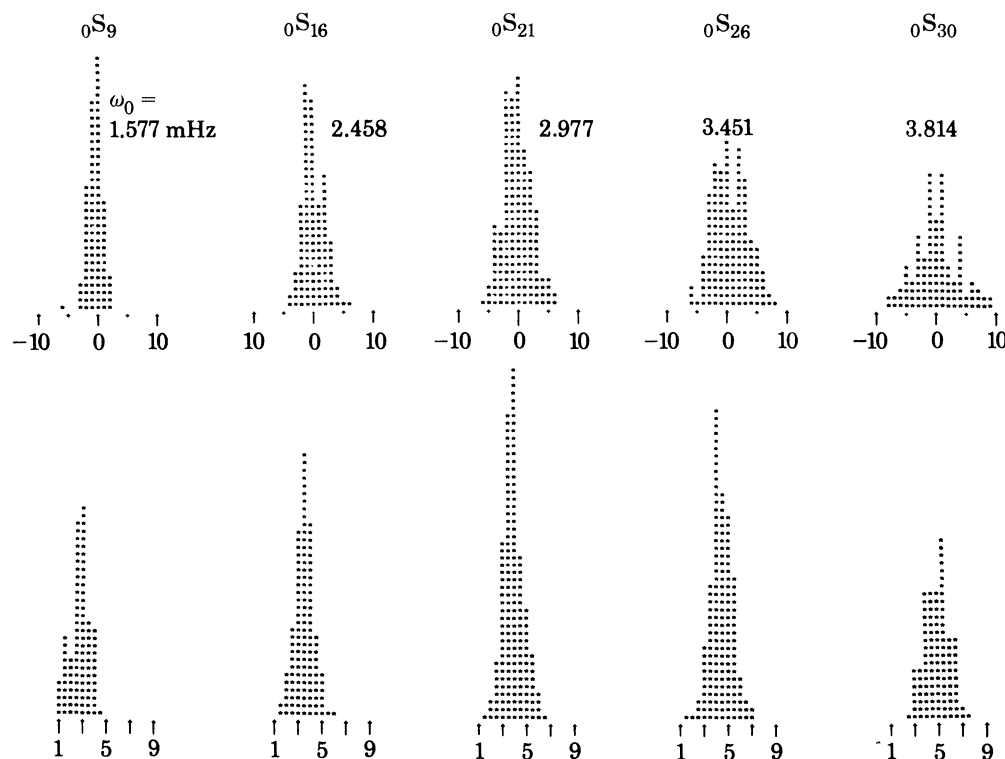 ₀S₉ ₀S₁₆ ₀S₂₁ ₀S₂₆ ₀S₃₀
ω₀ =
1.577 mHz 2.458 2.977 3.451 3.814
−10 0 10 10 0 10 −10 0 10 −10 0 10 −10 0 10
1 5 9 1 5 9 1 5 9 1 5 9 1 5 9